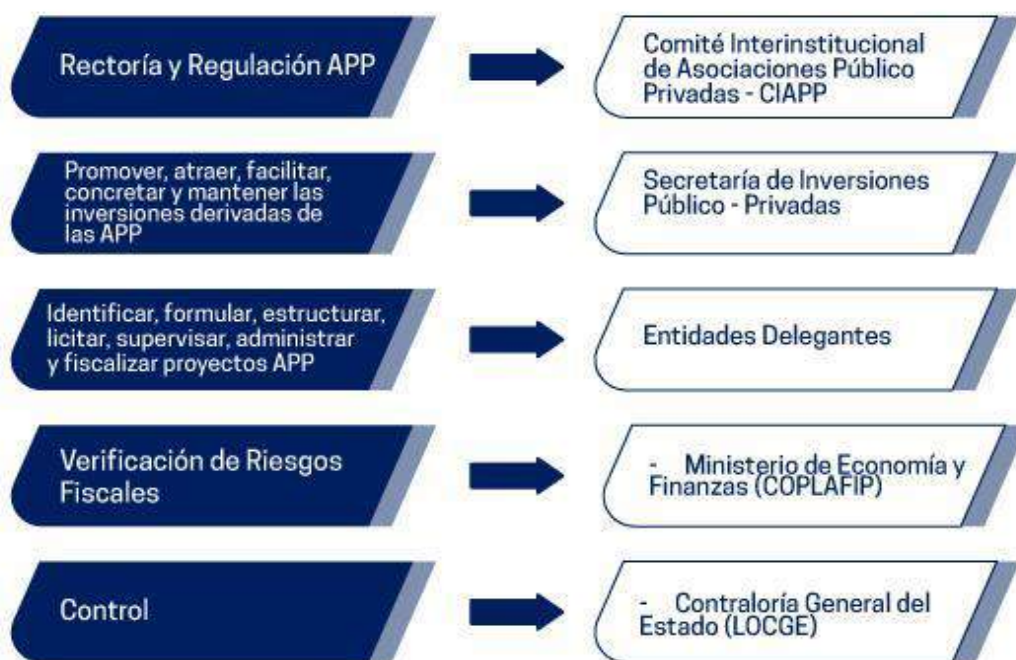 Rectoría y Regulación APP
Comité Interinstitucional
de Asociaciones Público
Privadas - CIAPP
Promover, atraer, facilitar,
concretar y mantener las
inversiones derivadas de
las APP
Secretaría de Inversiones
Público - Privadas
Identificar, formular, estructurar,
licitar, supervisar, administrar
y fiscalizar proyectos APP
Entidades Delegantes
Verificación de Riesgos
Fiscales
- Ministerio de Economía y
Finanzas (COPLAFIP)
Control
- Contraloría General del
Estado (LOCGE)